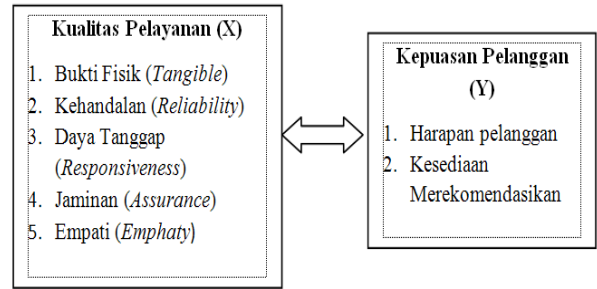 Kualitas Pelayanan (X)
1. Bukti Fisik (Tangible)
2. Kehandalan (Reliability)
3. Daya Tanggap
(Responsiveness)
4. Jaminan (Assurance)
5. Empati (Emphaty)
Kepuasan Pelanggan
(Y)
1. Harapan pelanggan
2. Kesediaan
Merekomendasikan